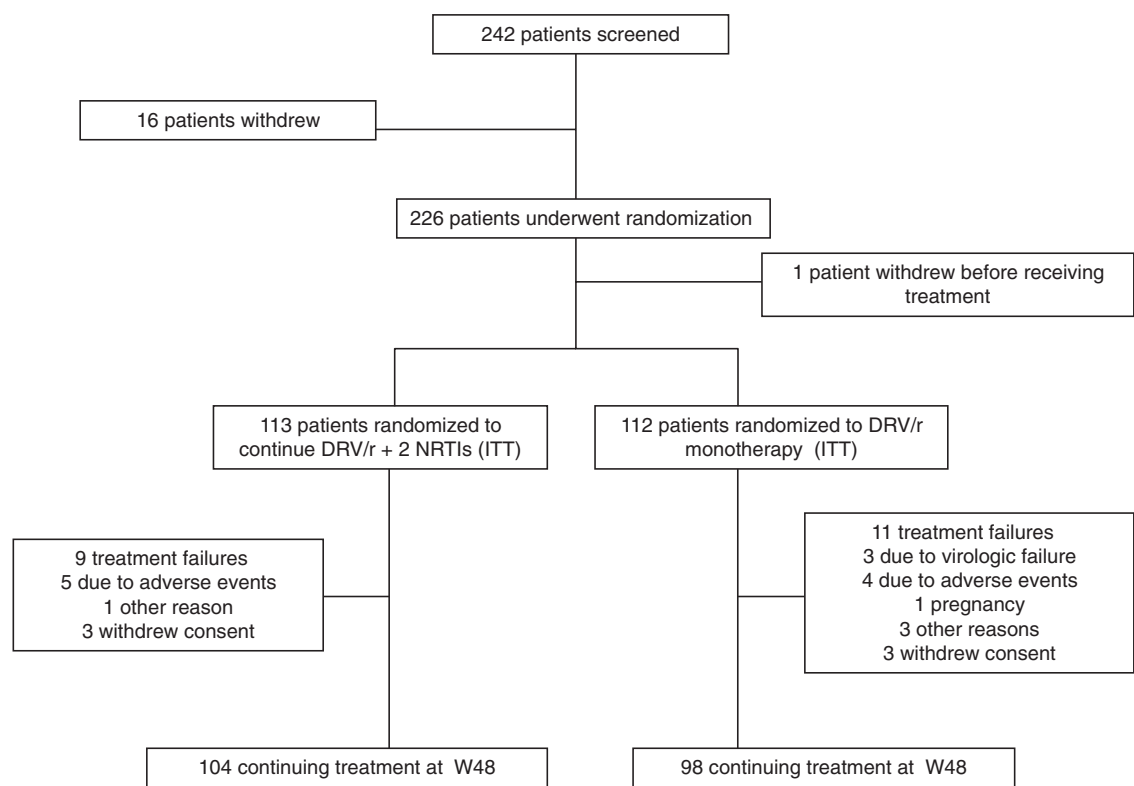 242 patients screened
16 patients withdrew
226 patients underwent randomization
1 patient withdrew before receiving
treatment
113 patients randomized to
continue DRV/r + 2 NRTIs (ITT)
112 patients randomized to DRV/r
monotherapy (ITT)
9 treatment failures
5 due to adverse events
1 other reason
3 withdrew consent
11 treatment failures
3 due to virologic failure
4 due to adverse events
1 pregnancy
3 other reasons
3 withdrew consent
104 continuing treatment at W48
98 continuing treatment at W48